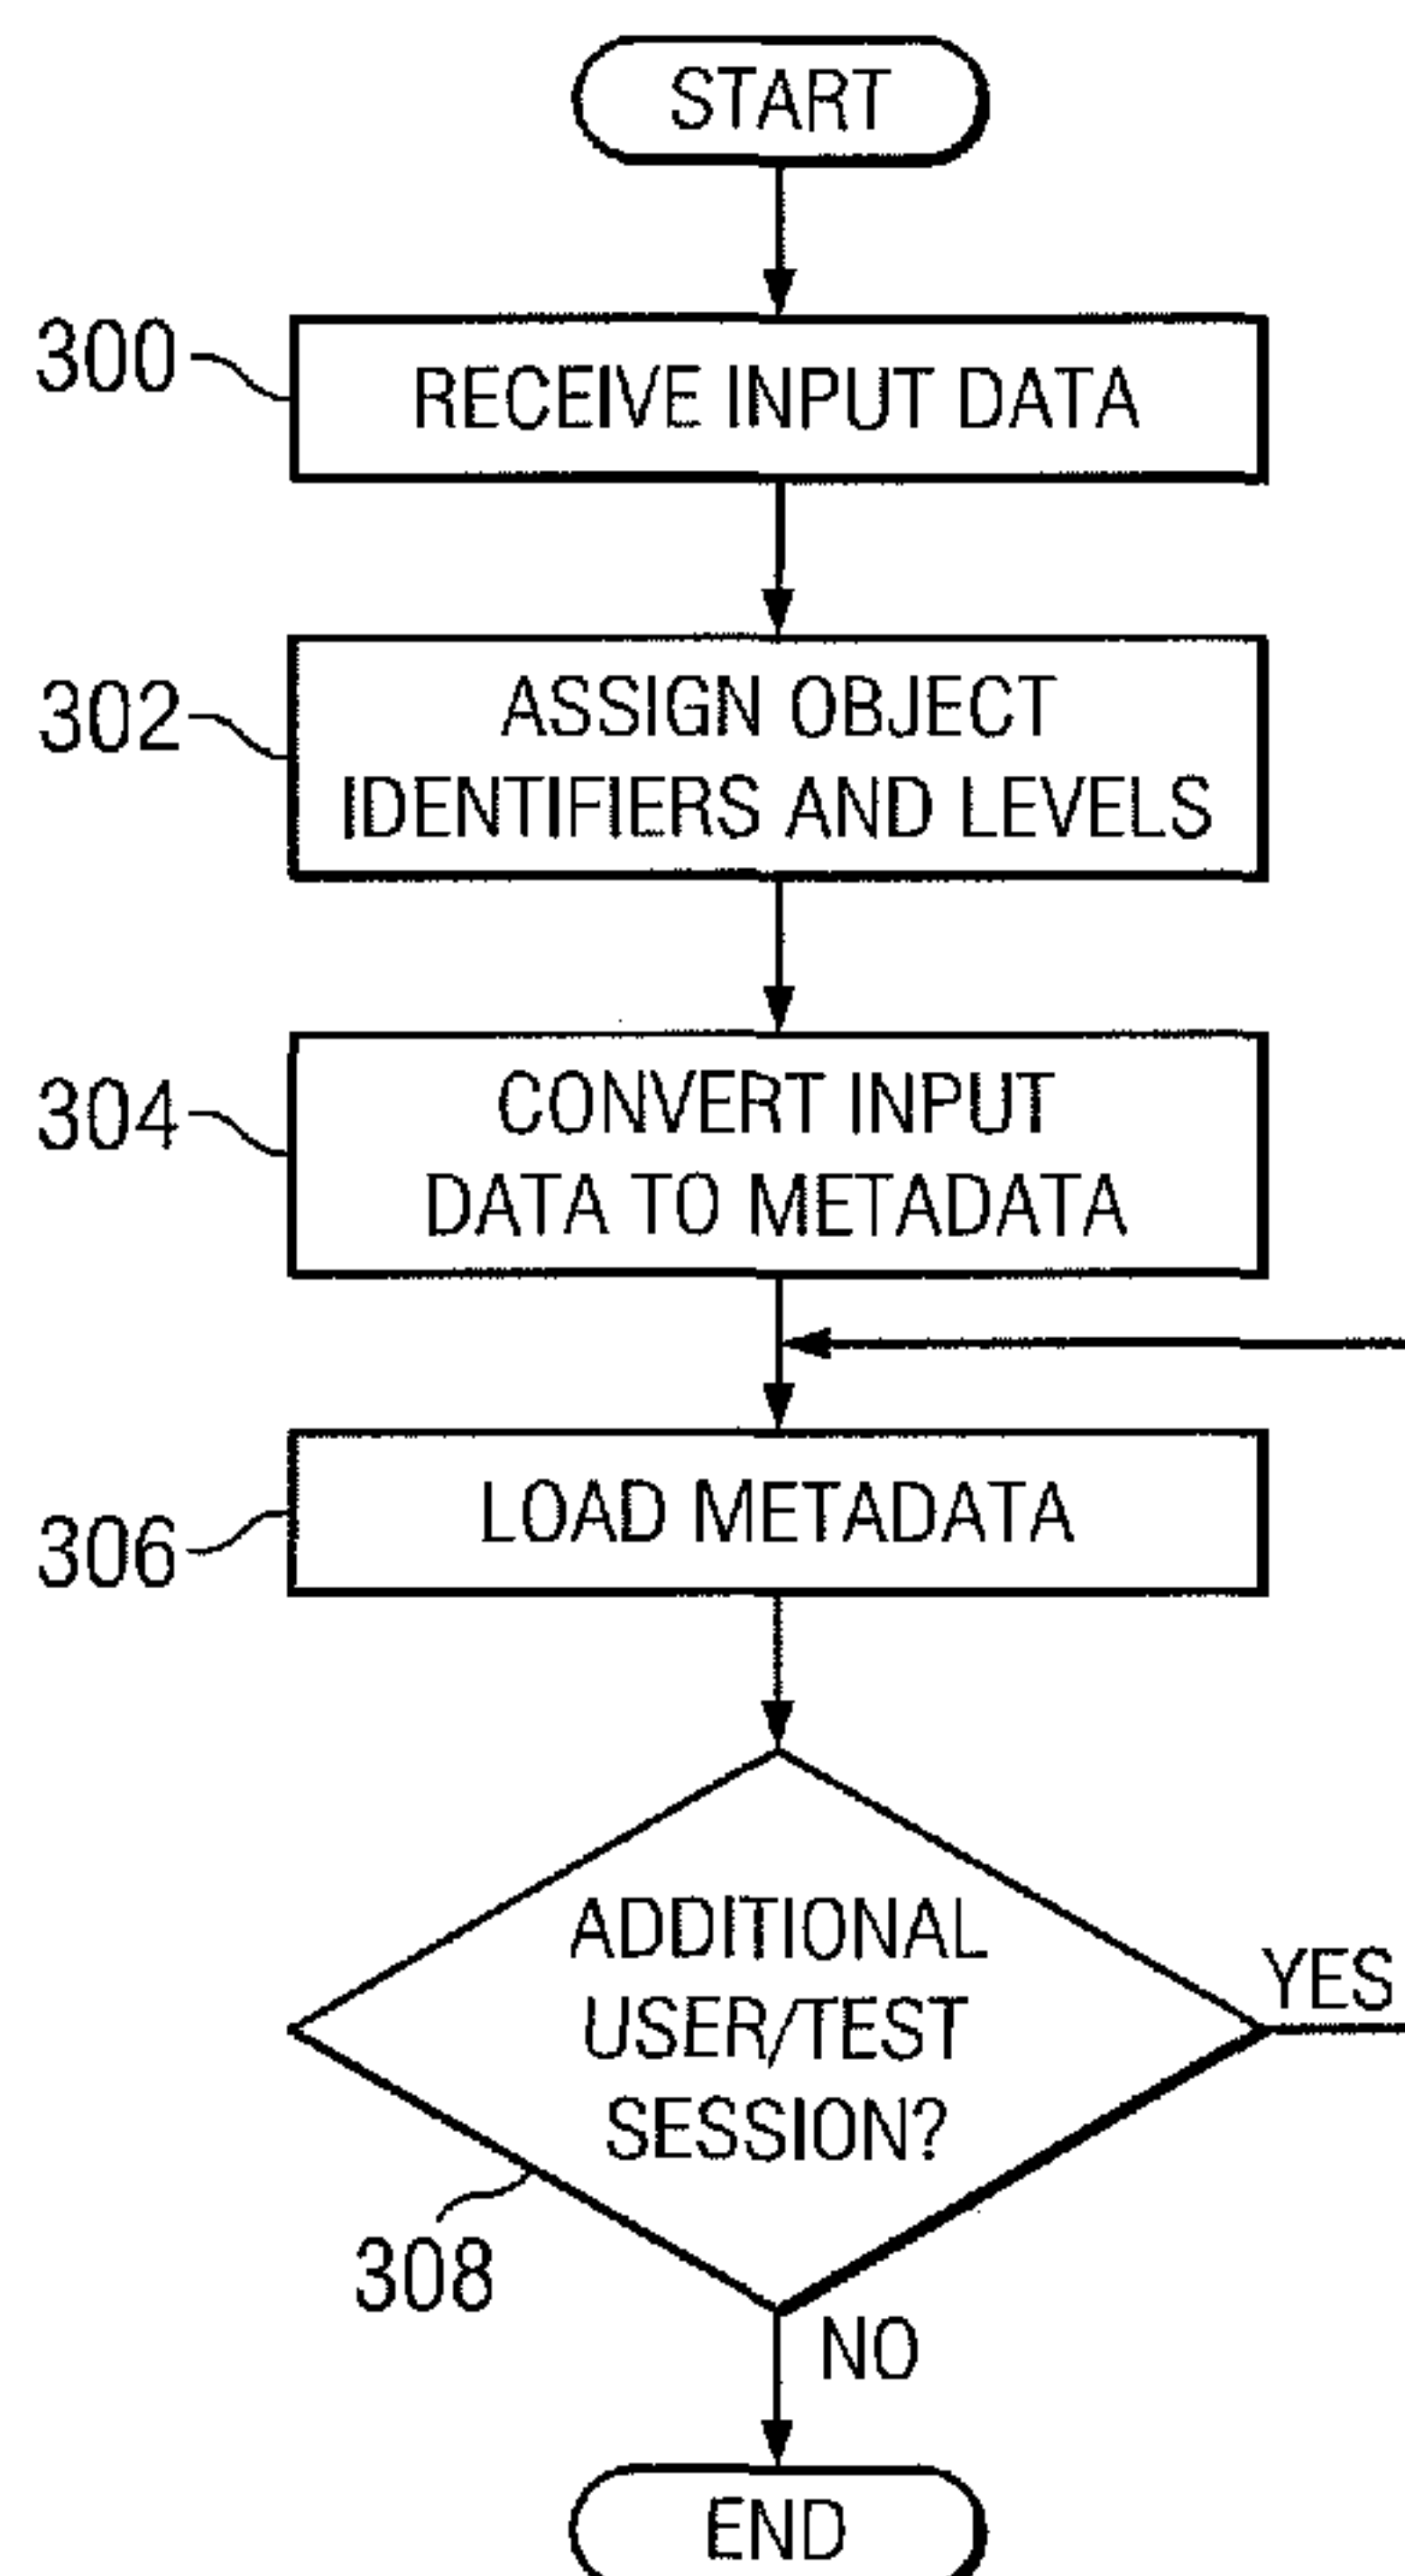 START
300
RECEIVE INPUT DATA
302
ASSIGN OBJECT
IDENTIFIERS AND LEVELS
304
CONVERT INPUT
DATA TO METADATA
306
LOAD METADATA
ADDITIONAL
USER/TEST
SESSION?
YES
308
NO
END